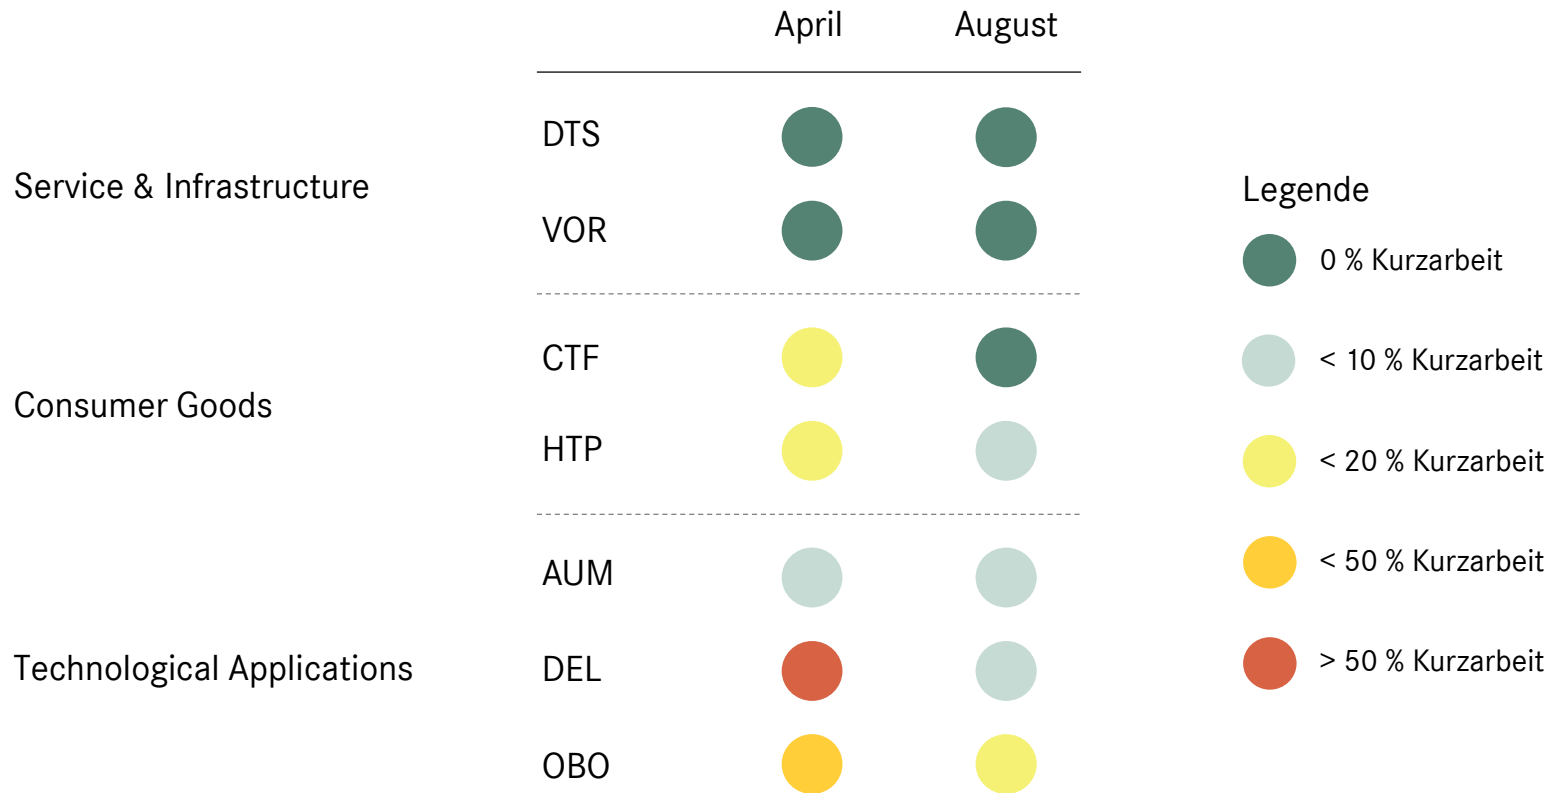 April August
DTS
Service & Infrastructure
VOR
CTF
Consumer Goods
HTP
AUM
Technological Applications
DEL
OBO
Legende
0 % Kurzarbeit
< 10 % Kurzarbeit
< 20 % Kurzarbeit
< 50 % Kurzarbeit
> 50 % Kurzarbeit